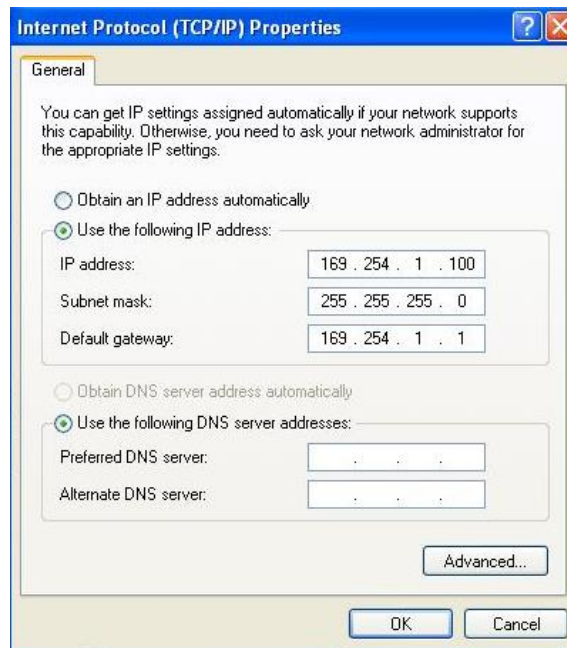 Internet Protocol (TCP/IP) Properties
General
You can get IP settings assigned automatically if your network supports
this capability. Otherwise, you need to ask your network administrator for
the appropriate IP settings.
Obtain an IP address automatically
Use the following IP address:
IP address: 169 . 254 . 1 . 100
Subnet mask: 255 . 255 . 255 . 0
Default gateway: 169 . 254 . 1 . 1
Obtain DNS server address automatically
Use the following DNS server addresses:
Preferred DNS server: . . .
Alternate DNS server: . . .
Advanced...
OK Cancel